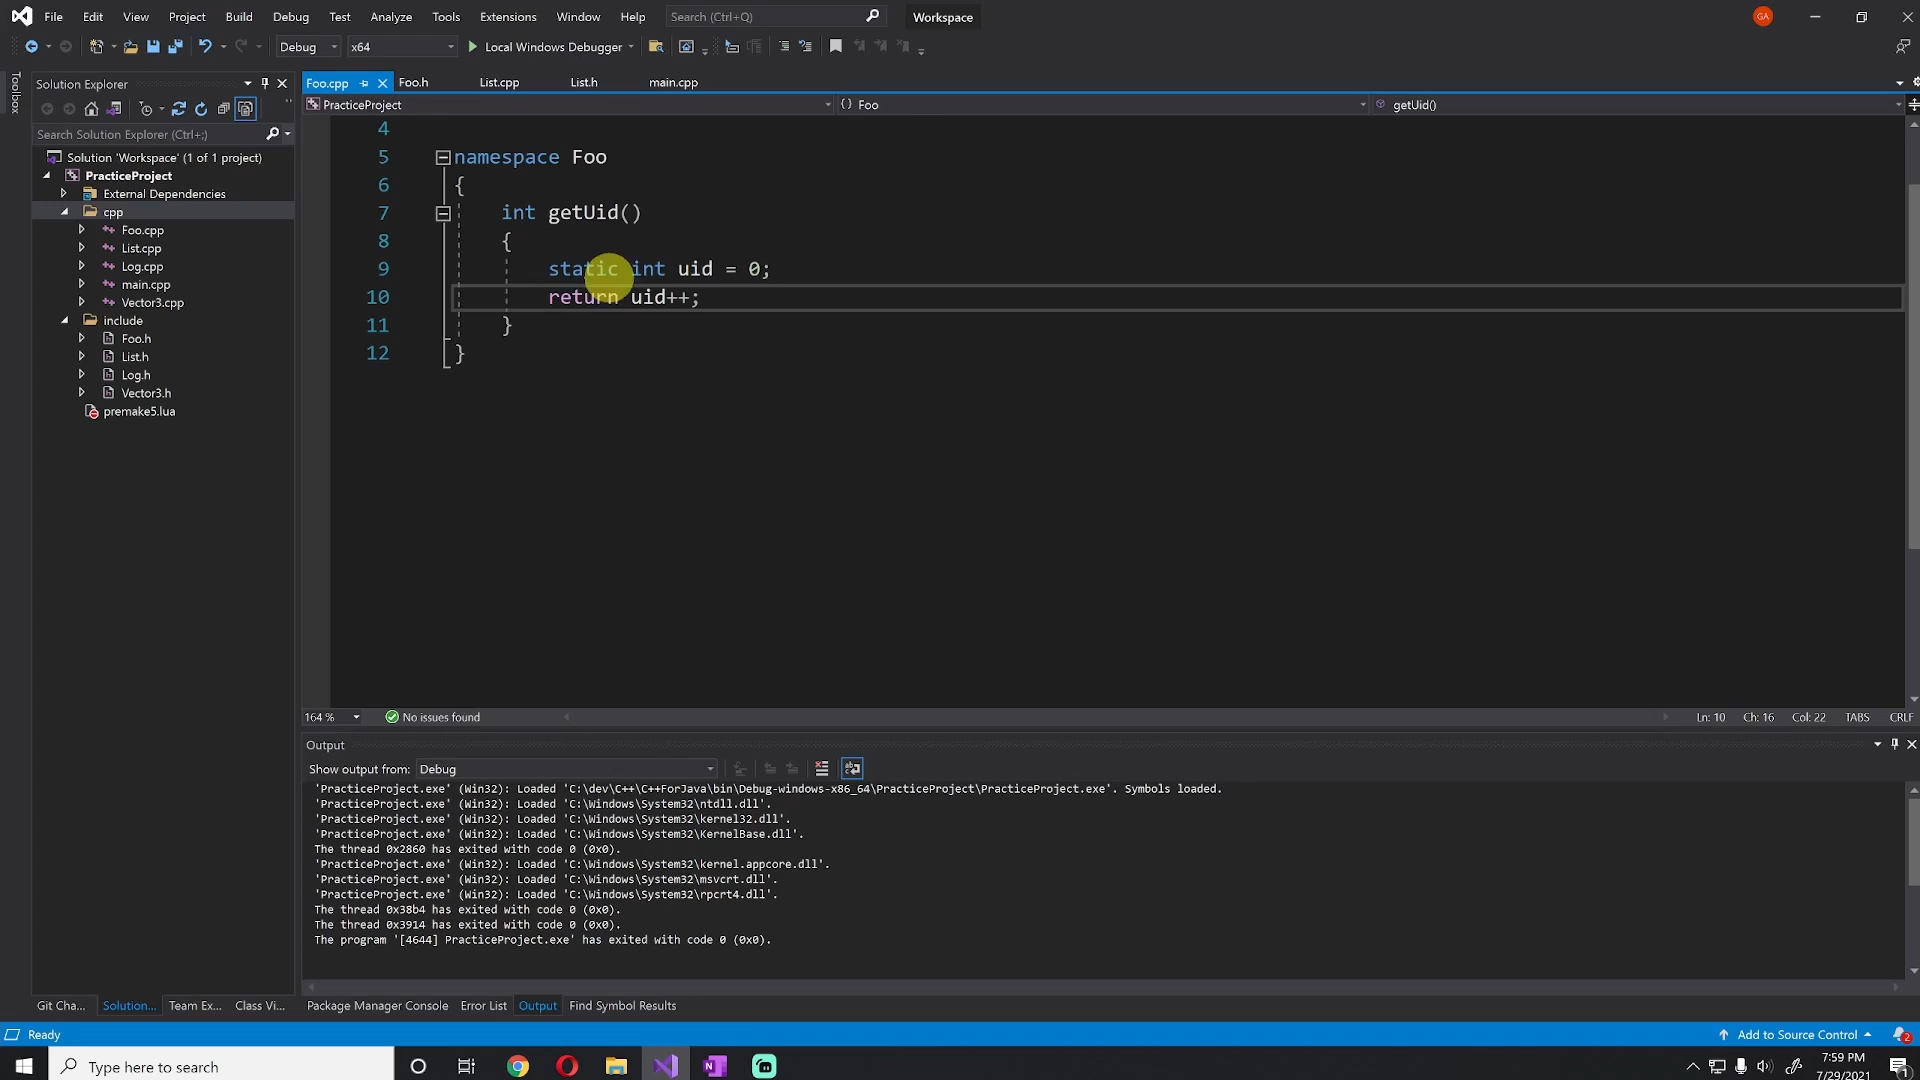 File Edit View Project Build Debug Test Analyze Tools Extensions Window Help Search (Ctrl+Q) Workspace GA
Debug x64 Local Windows Debugger
Toolbox
Solution Explorer
Search Solution Explorer (Ctrl+;)
Solution 'Workspace' (1 of 1 project)
PracticeProject
External Dependencies
cpp
Foo.cpp
List.cpp
Log.cpp
main.cpp
Vector3.cpp
include
Foo.h
List.h
Log.h
Vector3.h
premake5.lua
Foo.cpp Foo.h List.cpp List.h main.cpp
PracticeProject {} Foo getUid()
4
5 namespace Foo
6 {
7 int getUid()
8 {
9 static int uid = 0;
10 return uid++;
11 }
12 }
164 % No issues found Ln: 10 Ch: 16 Col: 22 TABS CRLF
Output
Show output from: Debug
'PracticeProject.exe' (Win32): Loaded 'C:\dev\C++\C++ForJava\bin\Debug-windows-x86_64\PracticeProject\PracticeProject.exe'. Symbols loaded.
'PracticeProject.exe' (Win32): Loaded 'C:\Windows\System32\ntdll.dll'.
'PracticeProject.exe' (Win32): Loaded 'C:\Windows\System32\kernel32.dll'.
'PracticeProject.exe' (Win32): Loaded 'C:\Windows\System32\KernelBase.dll'.
The thread 0x2860 has exited with code 0 (0x0).
'PracticeProject.exe' (Win32): Loaded 'C:\Windows\System32\kernel.appcore.dll'.
'PracticeProject.exe' (Win32): Loaded 'C:\Windows\System32\msvcrt.dll'.
'PracticeProject.exe' (Win32): Loaded 'C:\Windows\System32\rpcrt4.dll'.
The thread 0x38b4 has exited with code 0 (0x0).
The thread 0x3914 has exited with code 0 (0x0).
The program '[4644] PracticeProject.exe' has exited with code 0 (0x0).
Git Cha... Solution... Team Ex... Class Vi... Package Manager Console Error List Output Find Symbol Results
Ready Add to Source Control 2
Type here to search
7:59 PM
7/29/2021
1